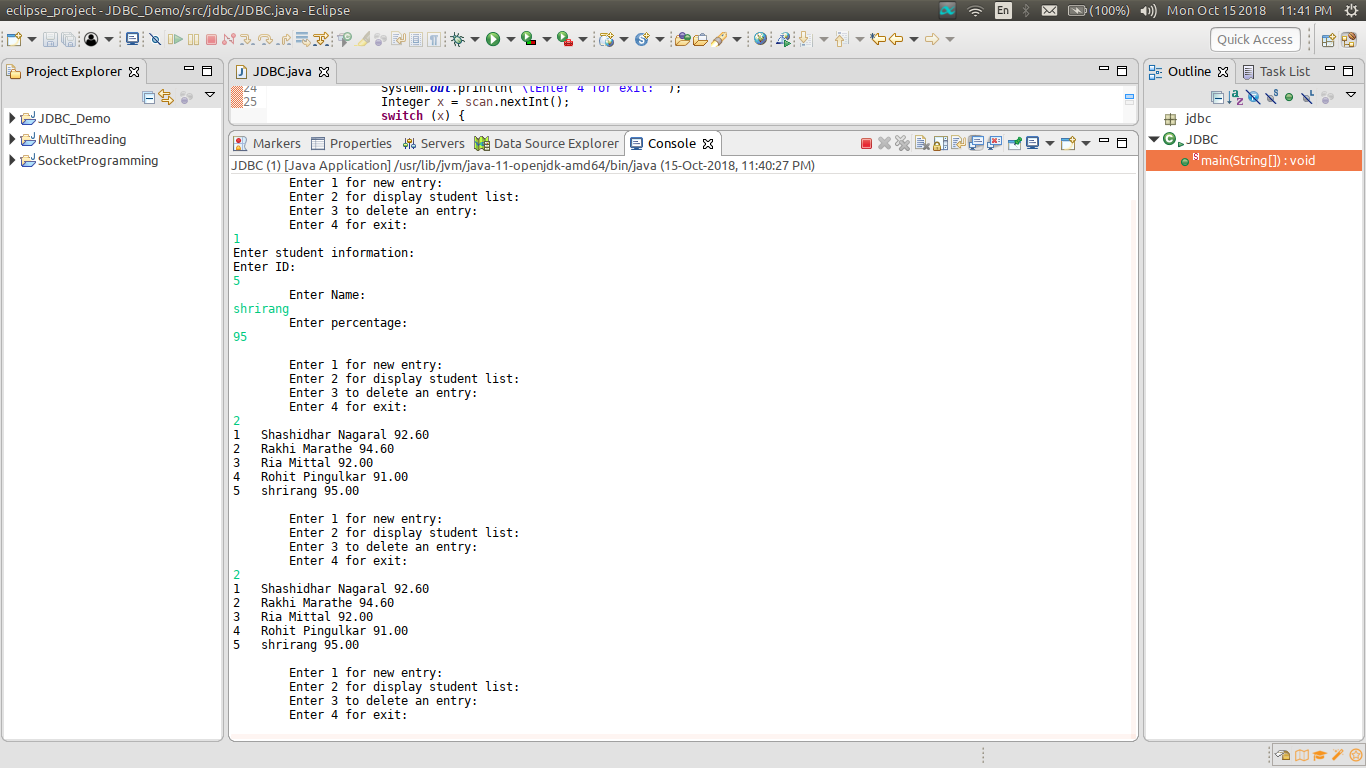 eclipse_project - JDBC_Demo/src/jdbc/JDBC.java - Eclipse
En (100%) Mon Oct 15 2018 11:41 PM
Quick Access
Project Explorer
JDBC_Demo
MultiThreading
SocketProgramming
JDBC.java
24 System.out.println("\tEnter 4 for exit: ");
25 Integer x = scan.nextInt();
switch (x) {
Markers Properties Servers Data Source Explorer Console
JDBC (1) [Java Application] /usr/lib/jvm/java-11-openjdk-amd64/bin/java (15-Oct-2018, 11:40:27 PM)
Enter 1 for new entry:
Enter 2 for display student list:
Enter 3 to delete an entry:
Enter 4 for exit:
1
Enter student information:
Enter ID:
5
Enter Name:
shrirang
Enter percentage:
95
Enter 1 for new entry:
Enter 2 for display student list:
Enter 3 to delete an entry:
Enter 4 for exit:
2
1 Shashidhar Nagaral 92.60
2 Rakhi Marathe 94.60
3 Ria Mittal 92.00
4 Rohit Pingulkar 91.00
5 shrirang 95.00
Enter 1 for new entry:
Enter 2 for display student list:
Enter 3 to delete an entry:
Enter 4 for exit:
2
1 Shashidhar Nagaral 92.60
2 Rakhi Marathe 94.60
3 Ria Mittal 92.00
4 Rohit Pingulkar 91.00
5 shrirang 95.00
Enter 1 for new entry:
Enter 2 for display student list:
Enter 3 to delete an entry:
Enter 4 for exit:
Outline Task List
jdbc
JDBC
main(String[]) : void